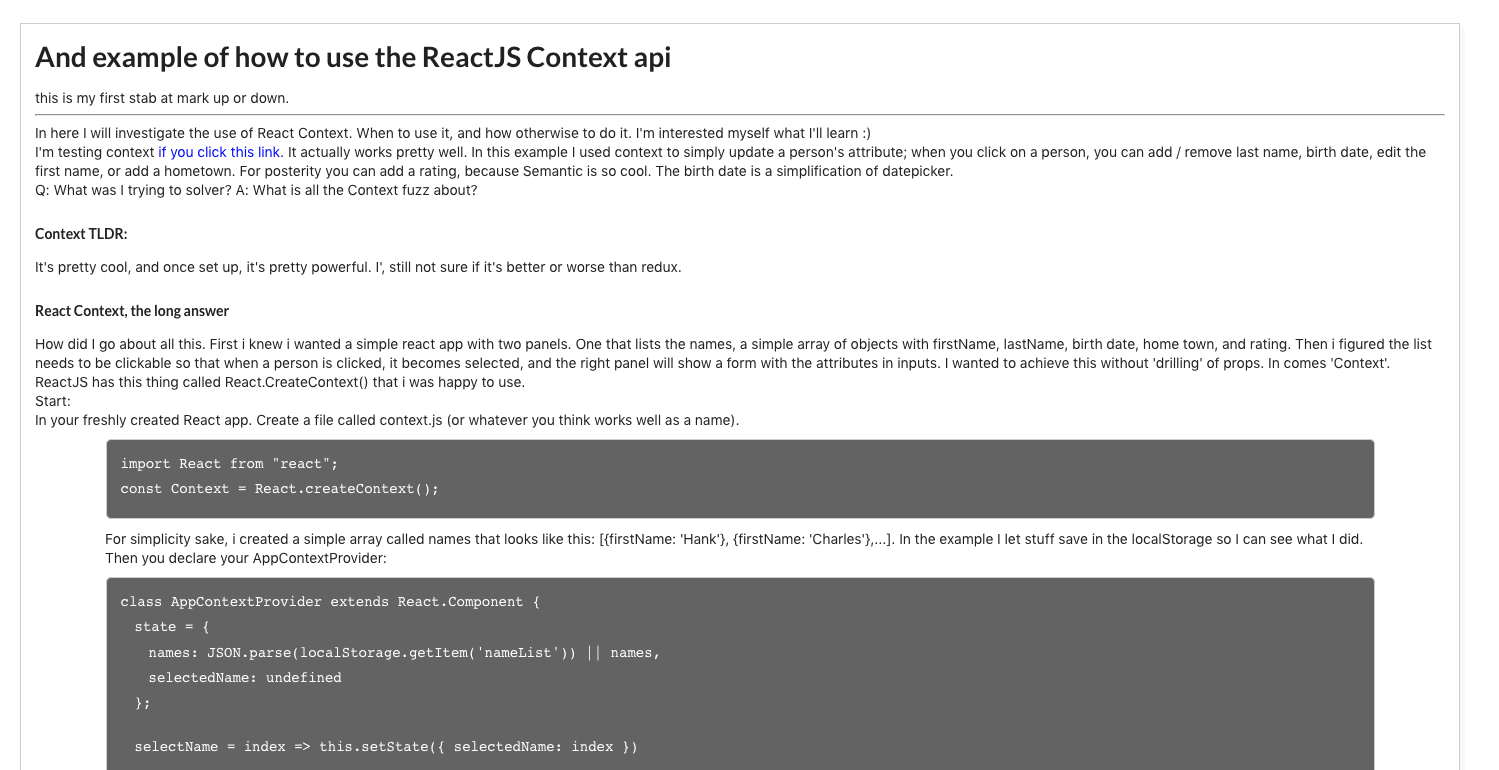 And example of how to use the ReactJS Context api
this is my first stab at mark up or down.
In here I will investigate the use of React Context. When to use it, and how otherwise to do it. I'm interested myself what I'll learn :)
I'm testing context if you click this link. It actually works pretty well. In this example I used context to simply update a person's attribute; when you click on a person, you can add / remove last name, birth date, edit the
first name, or add a hometown. For posterity you can add a rating, because Semantic is so cool. The birth date is a simplification of datepicker.
Q: What was I trying to solver? A: What is all the Context fuzz about?
Context TLDR:
It's pretty cool, and once set up, it's pretty powerful. I', still not sure if it's better or worse than redux.
React Context, the long answer
How did I go about all this. First i knew i wanted a simple react app with two panels. One that lists the names, a simple array of objects with firstName, lastName, birth date, home town, and rating. Then i figured the list
needs to be clickable so that when a person is clicked, it becomes selected, and the right panel will show a form with the attributes in inputs. I wanted to achieve this without 'drilling' of props. In comes 'Context'.
ReactJS has this thing called React.CreateContext() that i was happy to use.
Start:
In your freshly created React app. Create a file called context.js (or whatever you think works well as a name).
import React from "react";
const Context = React.createContext();
For simplicity sake, i created a simple array called names that looks like this: [{firstName: 'Hank'}, {firstName: 'Charles'},...]. In the example I let stuff save in the localStorage so I can see what I did.
Then you declare your AppContextProvider:
class AppContextProvider extends React.Component {
state = {
names: JSON.parse(localStorage.getItem('nameList')) || names,
selectedName: undefined
};
selectName = index => this.setState({ selectedName: index })